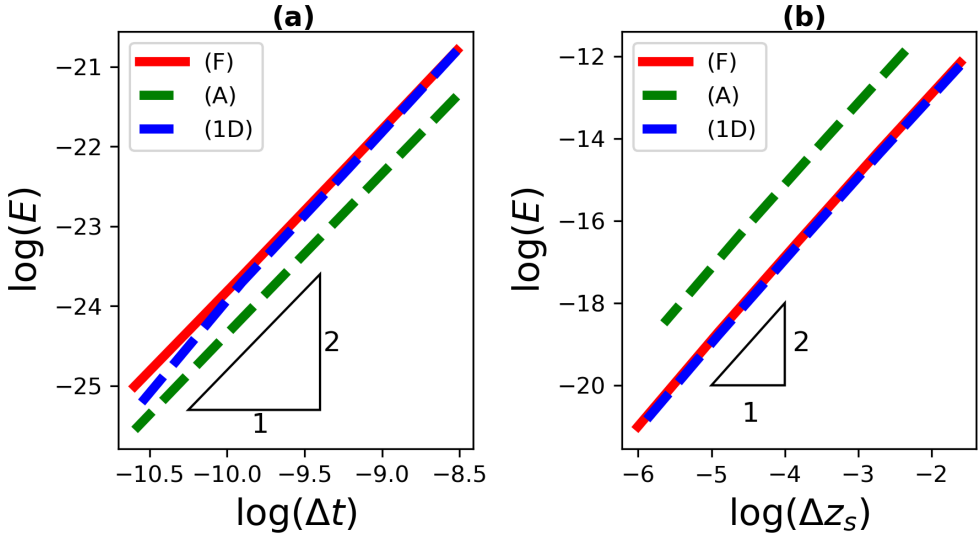 (a)
(F)
(A)
(1D)
−21
−22
−23
−24
−25
log(E)
2
1
−10.5
−10.0
−9.5
−9.0
−8.5
log(Δt)
(b)
(F)
(A)
(1D)
−12
−14
−16
−18
−20
log(E)
2
1
−6
−5
−4
−3
−2
log(Δz_s)